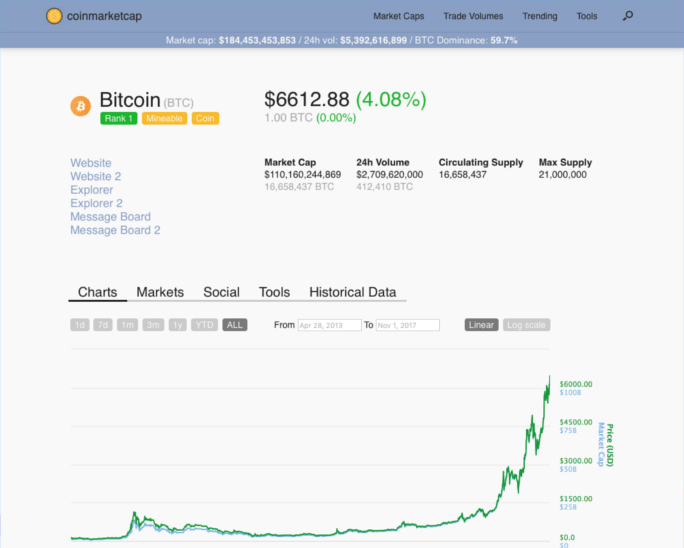 coinmarketcap
Market Caps Trade Volumes Trending Tools
Market cap: $184,453,453,853 / 24h vol: $5,392,616,899 / BTC Dominance: 59.7%
Bitcoin (BTC)
Rank 1 Mineable Coin
$6612.88 (4.08%)
1.00 BTC (0.00%)
Website
Website 2
Explorer
Explorer 2
Message Board
Message Board 2
Market Cap 24h Volume Circulating Supply Max Supply
$110,160,244,869 $2,709,620,000 16,658,437 21,000,000
16,658,437 BTC 412,410 BTC
Charts Markets Social Tools Historical Data
1d 7d 1m 3m 1y YTD ALL From Apr 28, 2013 To Nov 1, 2017 Linear Log scale
$6000.00
$100B
$4500.00
$75B
$3000.00
$50B
$1500.00
$25B
$0.0
$0
Price (USD)
Market Cap